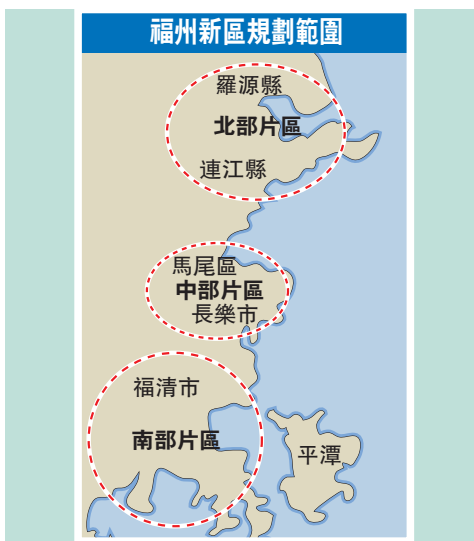 福州新區規劃範圍
羅源縣
北部片區
連江縣
馬尾區
中部片區
長樂市
福清市
南部片區
平潭